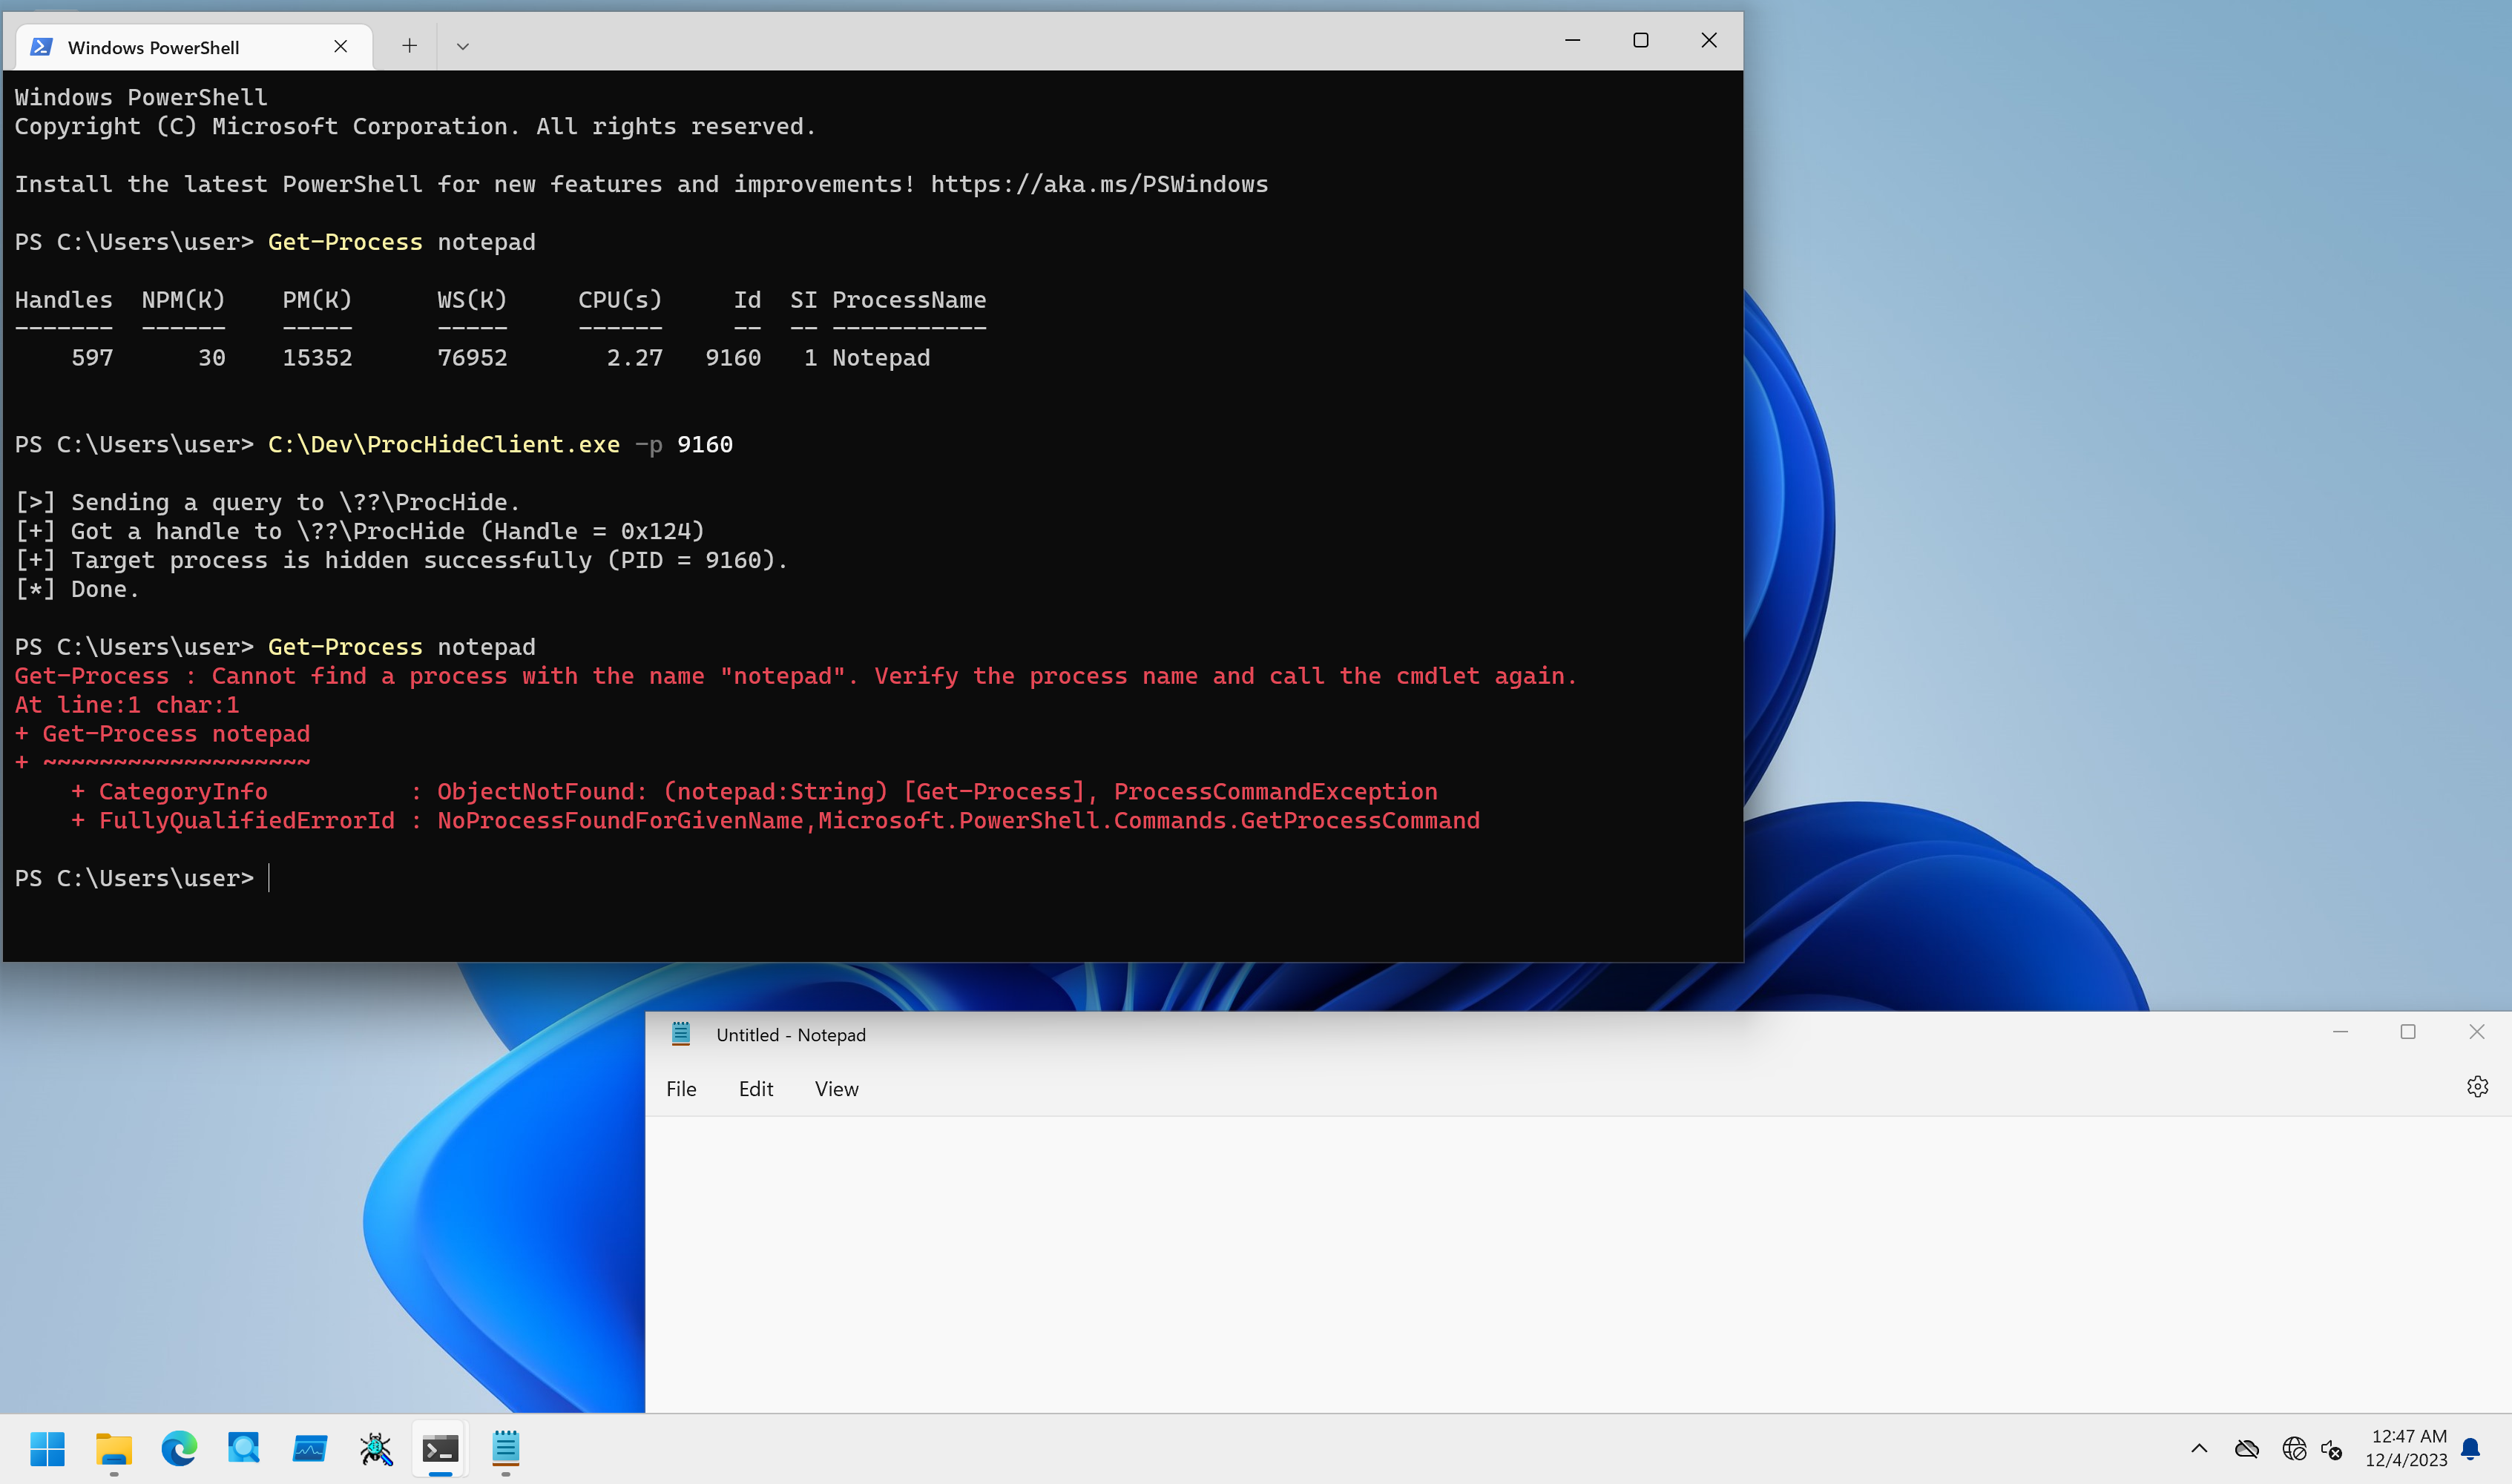 Windows PowerShell
Windows PowerShell
Copyright (C) Microsoft Corporation. All rights reserved.
Install the latest PowerShell for new features and improvements! https://aka.ms/PSWindows
PS C:\Users\user> Get-Process notepad
Handles  NPM(K)    PM(K)      WS(K)     CPU(s)     Id  SI ProcessName
-------  ------    -----      -----     ------     --  -- -----------
    597      30    15352      76952       2.27   9160   1 Notepad
PS C:\Users\user> C:\Dev\ProcHideClient.exe -p 9160
[>] Sending a query to \??\ProcHide.
[+] Got a handle to \??\ProcHide (Handle = 0x124)
[+] Target process is hidden successfully (PID = 9160).
[*] Done.
PS C:\Users\user> Get-Process notepad
Get-Process : Cannot find a process with the name "notepad". Verify the process name and call the cmdlet again.
At line:1 char:1
+ Get-Process notepad
+ ~~~~~~~~~~~~~~~~~~~
    + CategoryInfo          : ObjectNotFound: (notepad:String) [Get-Process], ProcessCommandException
    + FullyQualifiedErrorId : NoProcessFoundForGivenName,Microsoft.PowerShell.Commands.GetProcessCommand
PS C:\Users\user>
Untitled - Notepad
File Edit View
12:47 AM
12/4/2023